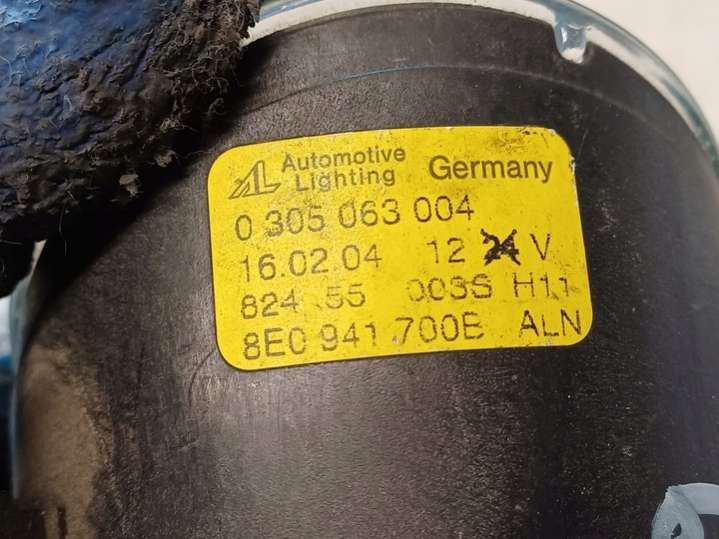 AL Automotive Lighting Germany
0 305 063 004
16.02.04 12 24 V
824 55 003S H11
8E0 941 700B ALN